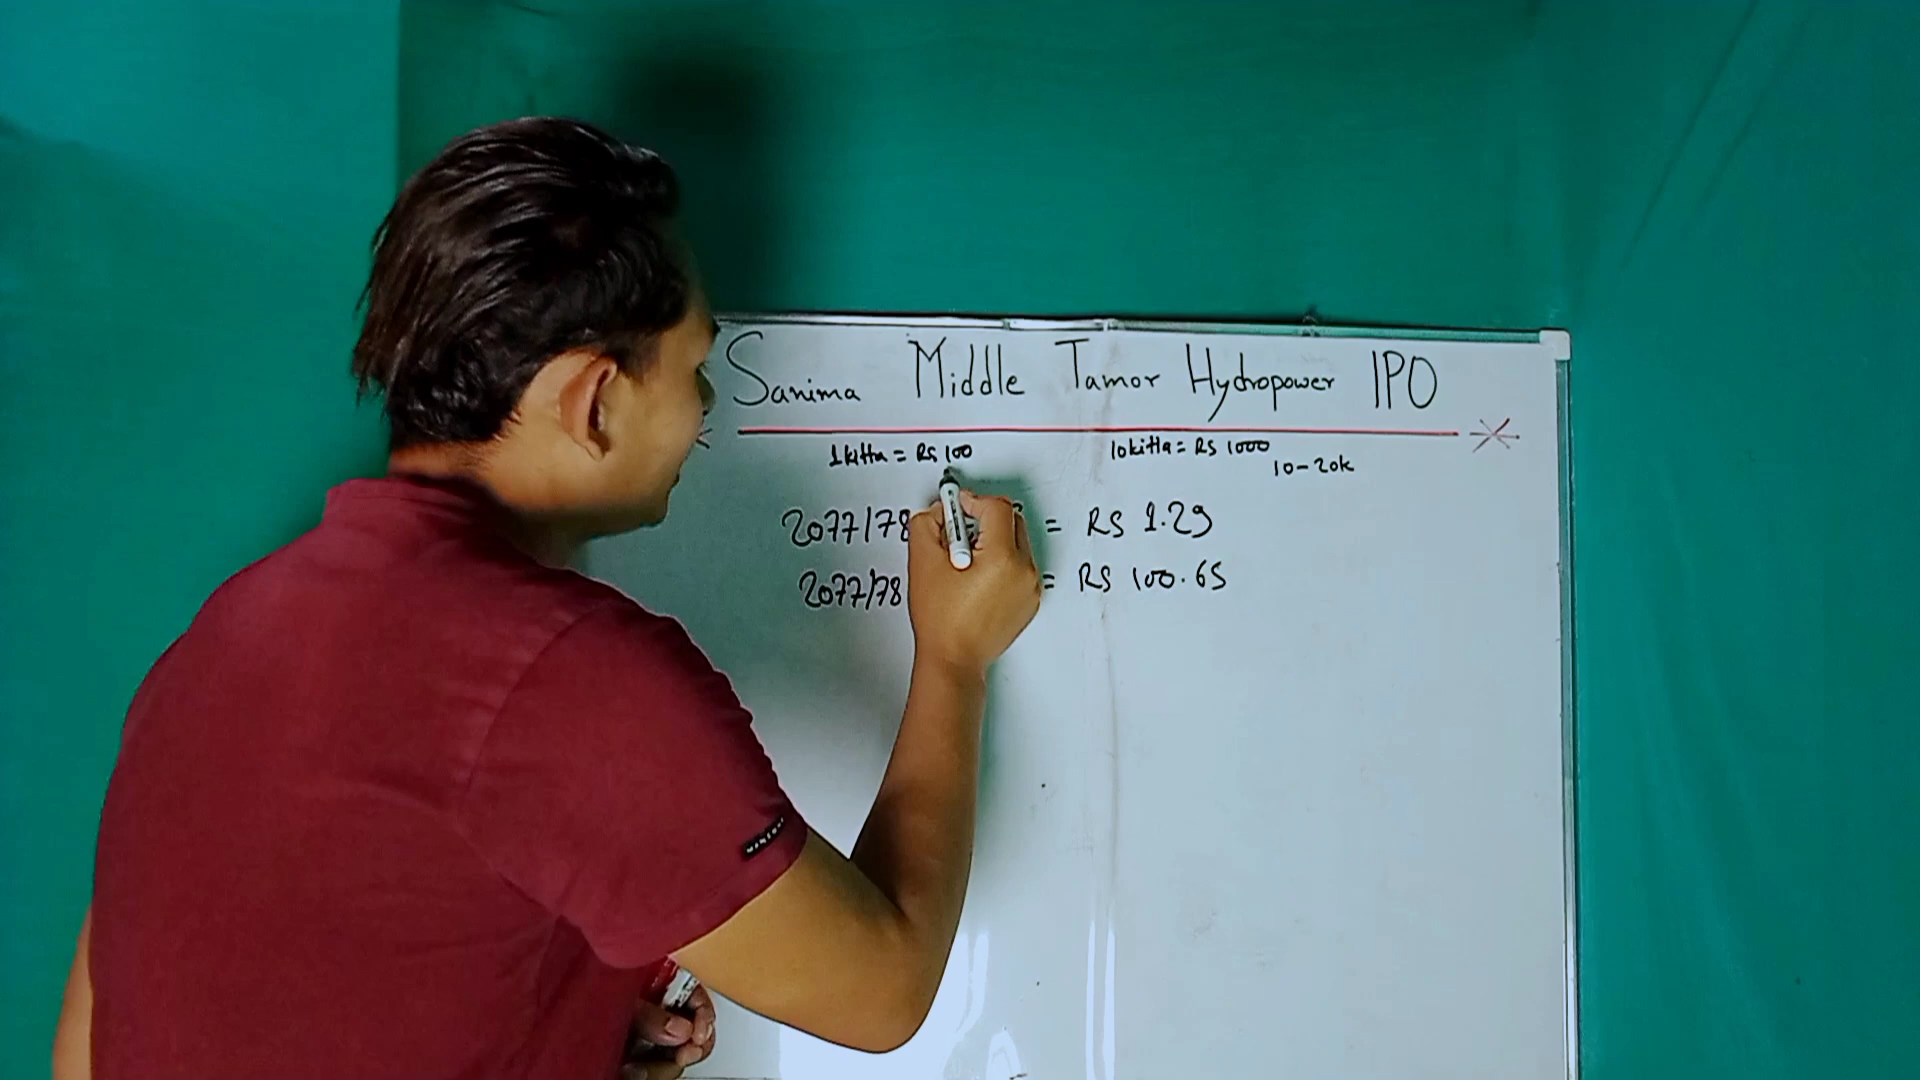 Sanima Middle Tamor Hydropower IPO
1kitta = Rs 100
10kitta = Rs 1000
10-20k
2077/78 = Rs 1.29
2077/78 = Rs 100.65